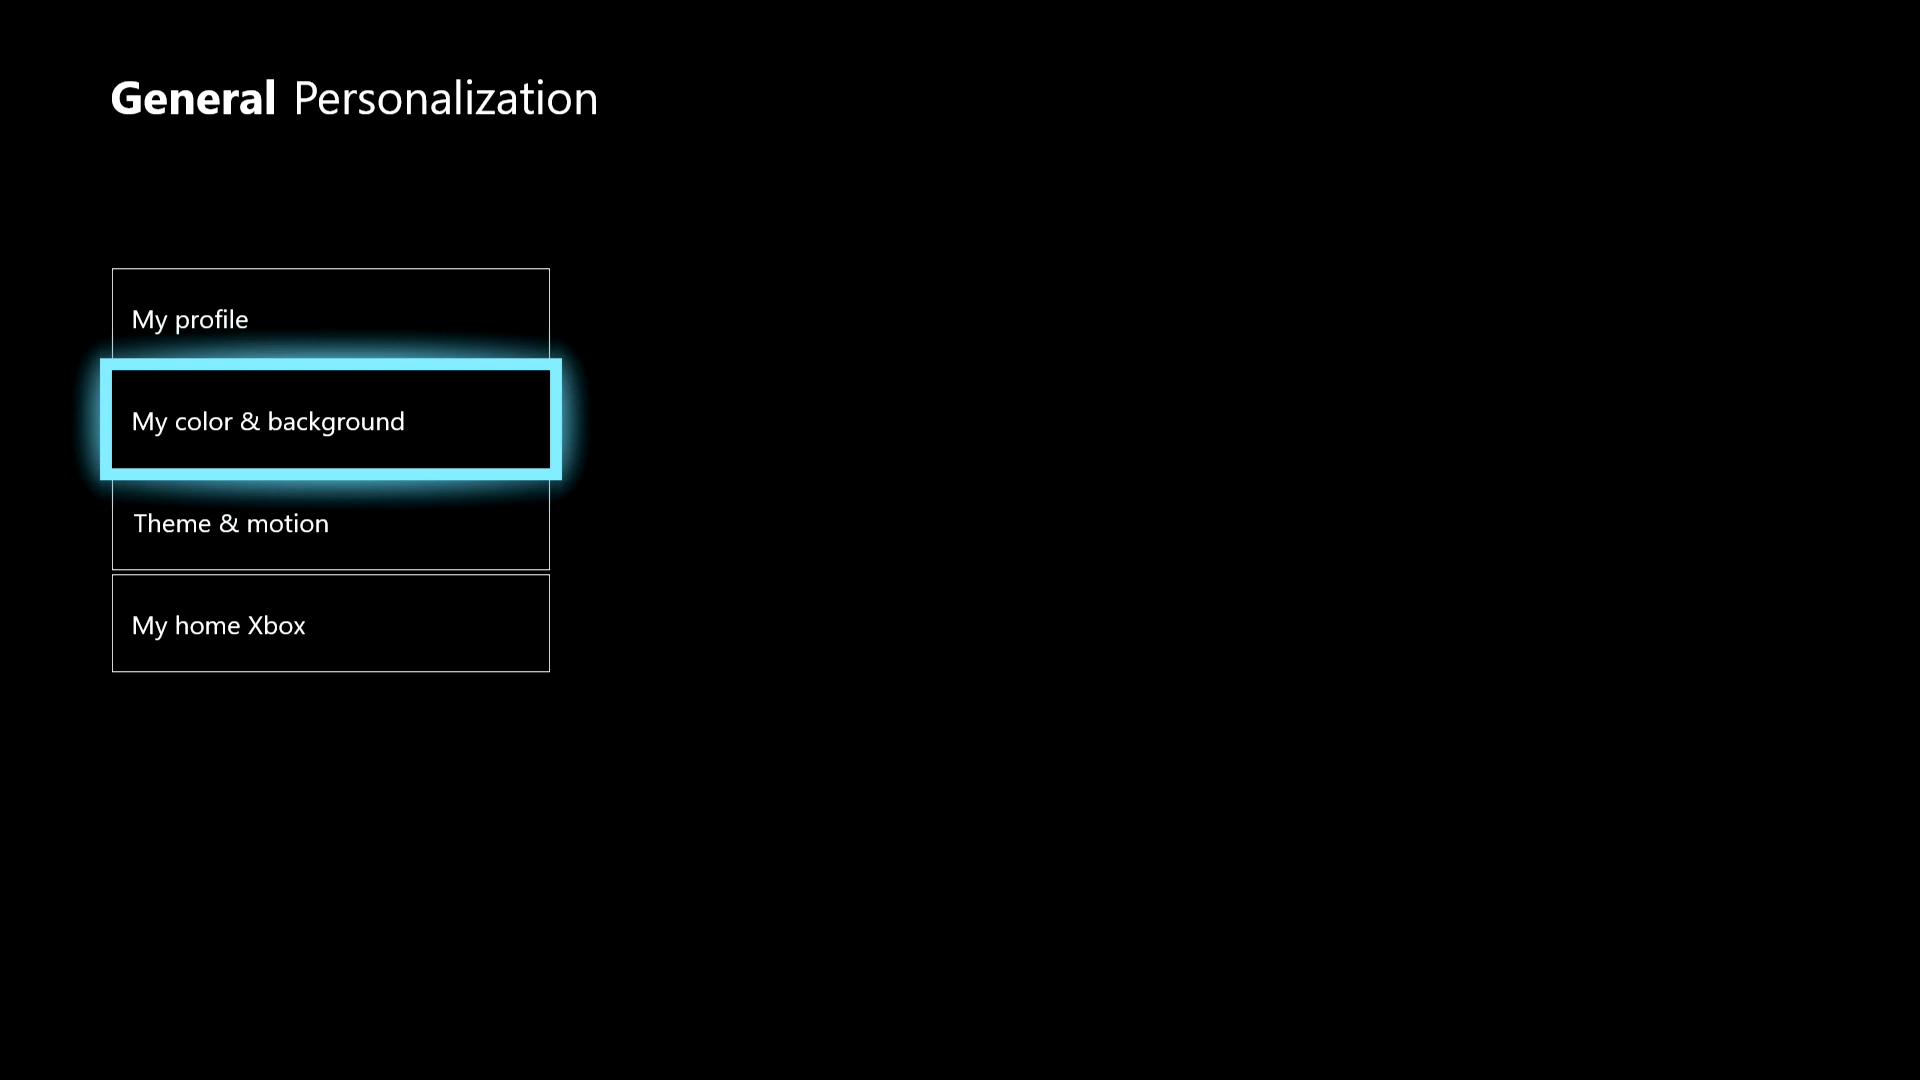 General Personalization
My profile
My color & background
Theme & motion
My home Xbox